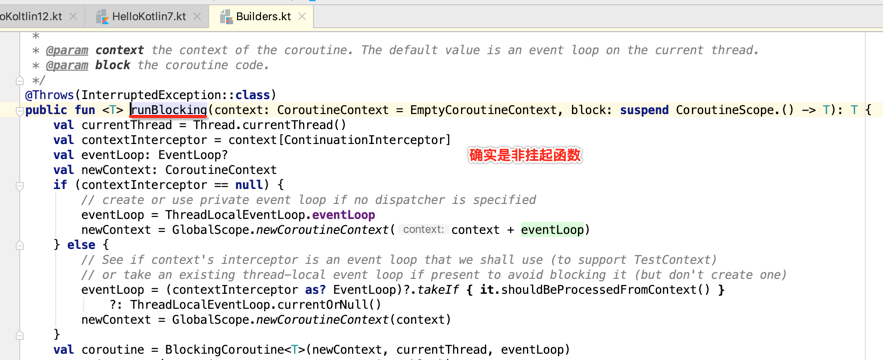 oKoltlin12.kt × HelloKotlin7.kt × Builders.kt ×
*
* @param context the context of the coroutine. The default value is an event loop on the current thread.
* @param block the coroutine code.
*/
@Throws(InterruptedException::class)
public fun <T> runBlocking(context: CoroutineContext = EmptyCoroutineContext, block: suspend CoroutineScope.() -> T): T {
val currentThread = Thread.currentThread()
val contextInterceptor = context[ContinuationInterceptor]
val eventLoop: EventLoop?
确实是非挂起函数
val newContext: CoroutineContext
if (contextInterceptor == null) {
// create or use private event loop if no dispatcher is specified
eventLoop = ThreadLocalEventLoop.eventLoop
newContext = GlobalScope.newCoroutineContext( context: context + eventLoop)
} else {
// See if context's interceptor is an event loop that we shall use (to support TestContext)
// or take an existing thread-local event loop if present to avoid blocking it (but don't create one)
eventLoop = (contextInterceptor as? EventLoop)?.takeIf { it.shouldBeProcessedFromContext() }
?: ThreadLocalEventLoop.currentOrNull()
newContext = GlobalScope.newCoroutineContext(context)
}
val coroutine = BlockingCoroutine<T>(newContext, currentThread, eventLoop)